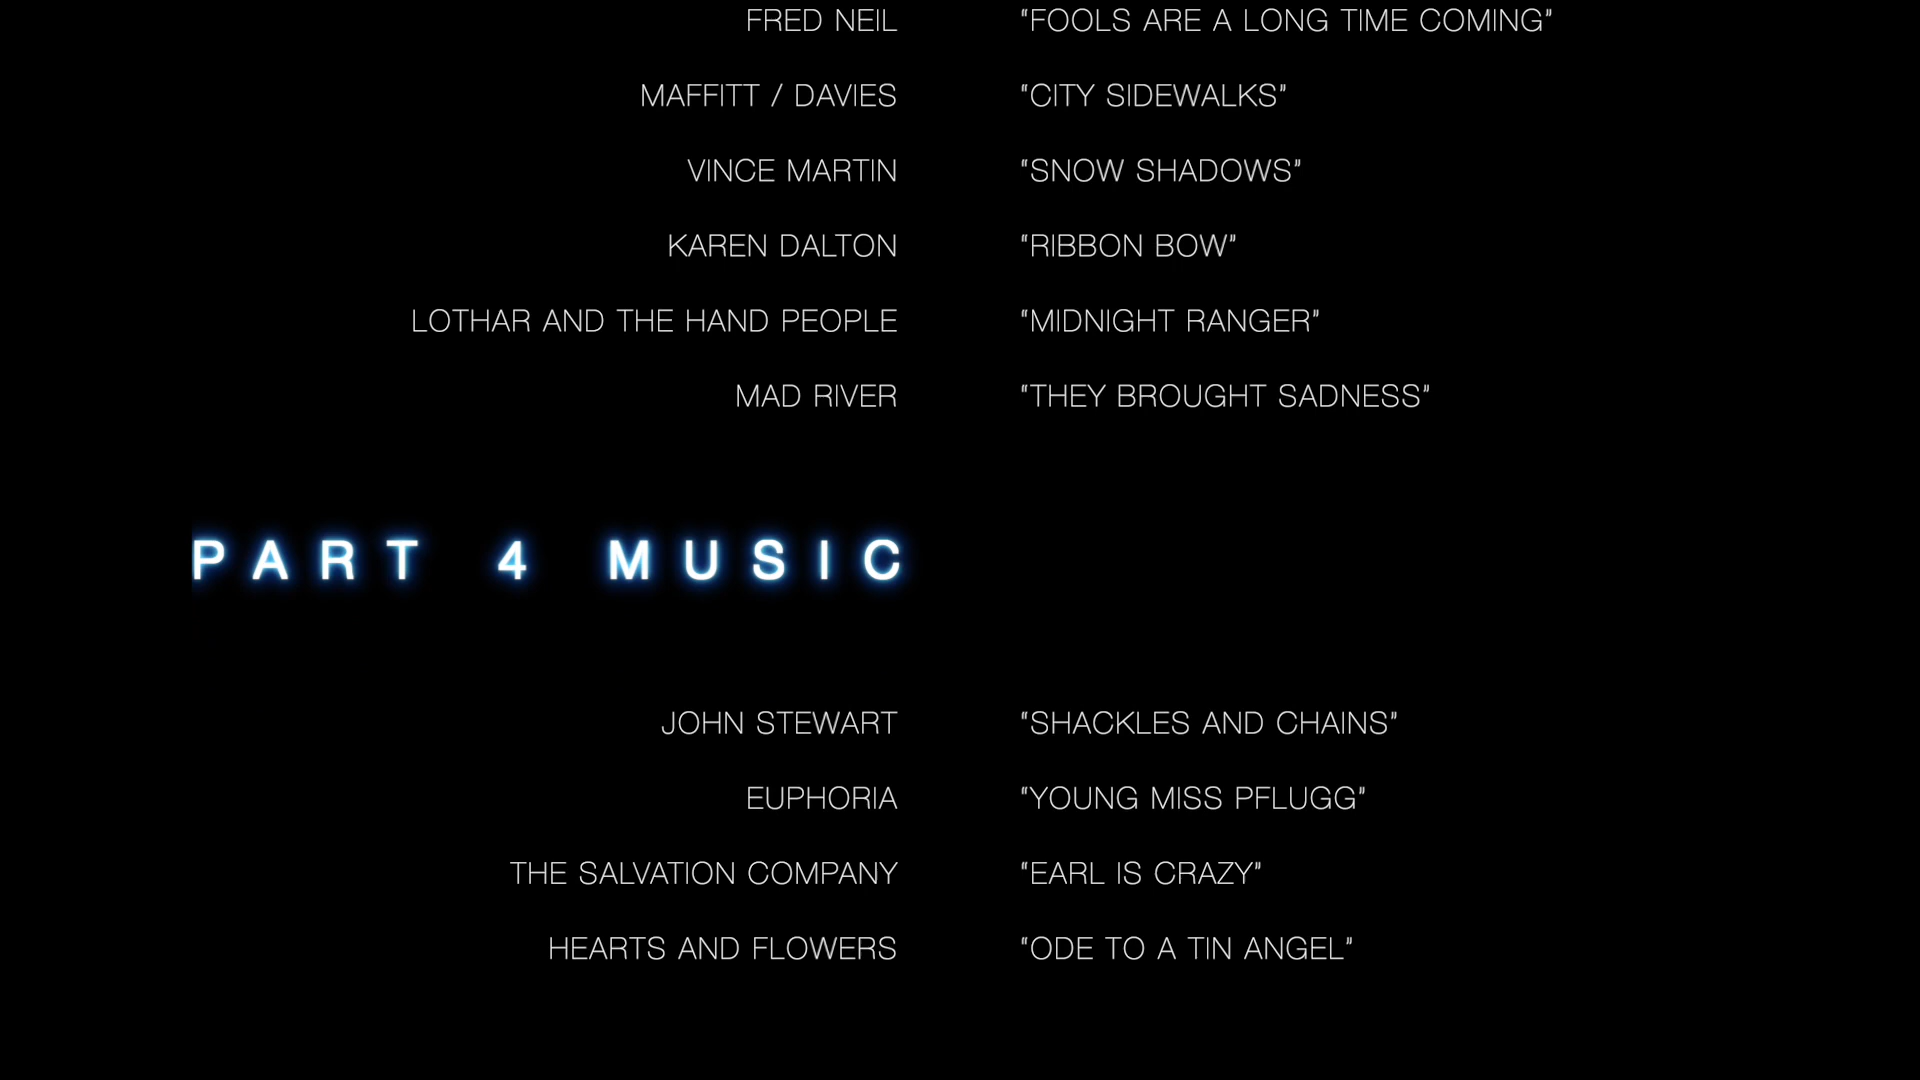 FRED NEIL "FOOLS ARE A LONG TIME COMING"
MAFFITT / DAVIES "CITY SIDEWALKS"
VINCE MARTIN "SNOW SHADOWS"
KAREN DALTON "RIBBON BOW"
LOTHAR AND THE HAND PEOPLE "MIDNIGHT RANGER"
MAD RIVER "THEY BROUGHT SADNESS"
PART 4 MUSIC
JOHN STEWART "SHACKLES AND CHAINS"
EUPHORIA "YOUNG MISS PFLUGG"
THE SALVATION COMPANY "EARL IS CRAZY"
HEARTS AND FLOWERS "ODE TO A TIN ANGEL"